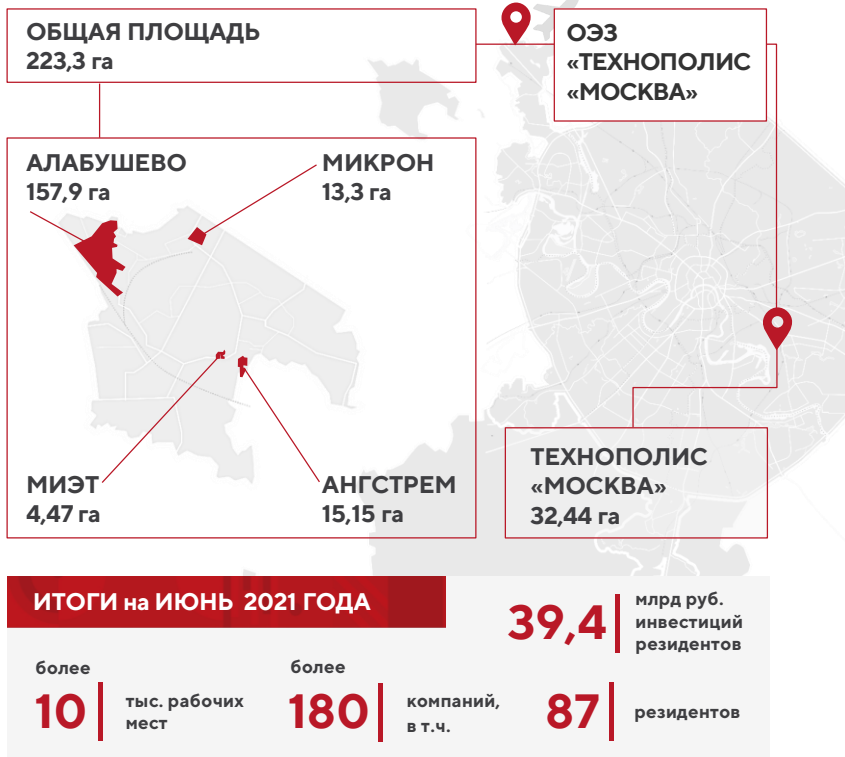 ОБЩАЯ ПЛОЩАДЬ
223,3 га
ОЭЗ
«ТЕХНОПОЛИС
«МОСКВА»
АЛАБУШЕВО
157,9 га
МИКРОН
13,3 га
МИЭТ
4,47 га
АНГСТРЕМ
15,15 га
ТЕХНОПОЛИС
«МОСКВА»
32,44 га
ИТОГИ на ИЮНЬ 2021 ГОДА
39,4
млрд руб.
инвестиций
резидентов
более
10
тыс. рабочих
мест
более
180
компаний,
в т.ч.
87
резидентов